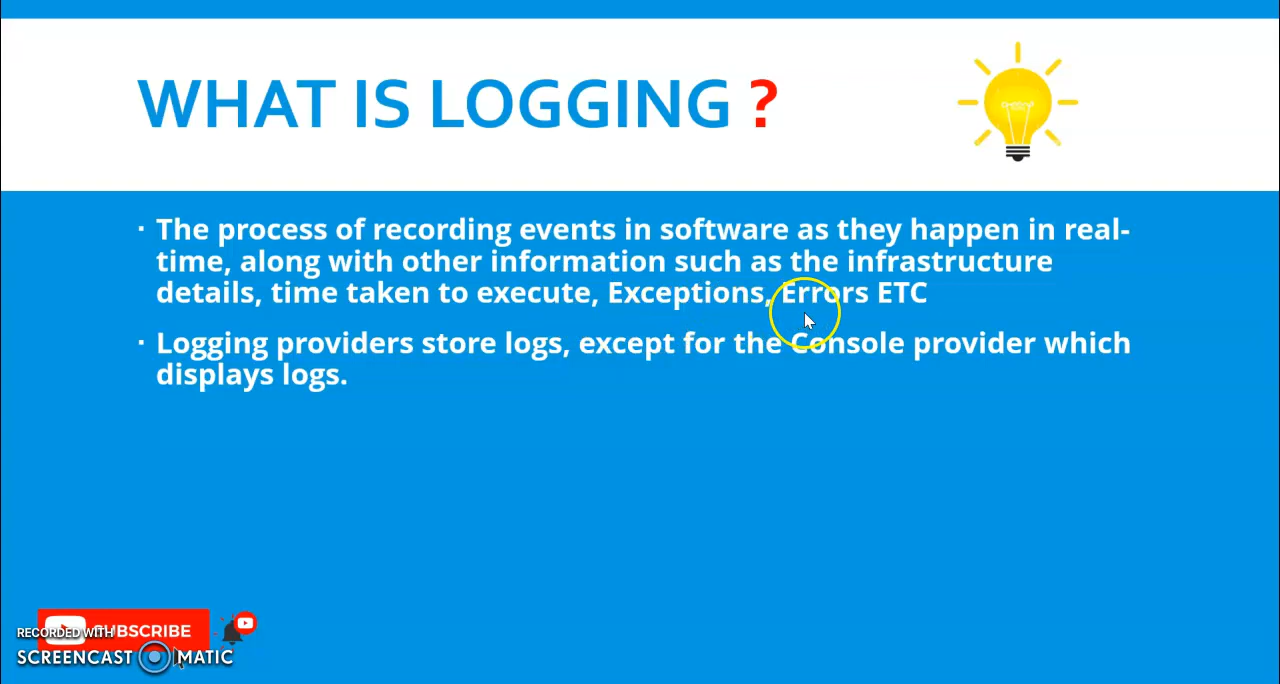 WHAT IS LOGGING ?
· The process of recording events in software as they happen in real-
time, along with other information such as the infrastructure
details, time taken to execute, Exceptions, Errors ETC
· Logging providers store logs, except for the Console provider which
displays logs.
SUBSCRIBE
RECORDED WITH
SCREENCAST MATIC